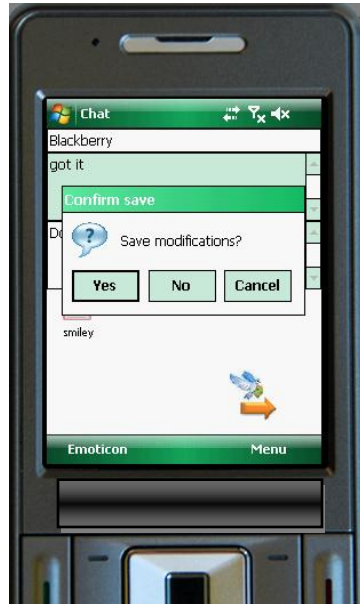 Chat
Blackberry
got it
Confirm save
Save modifications?
Yes No Cancel
smiley
Emoticon Menu